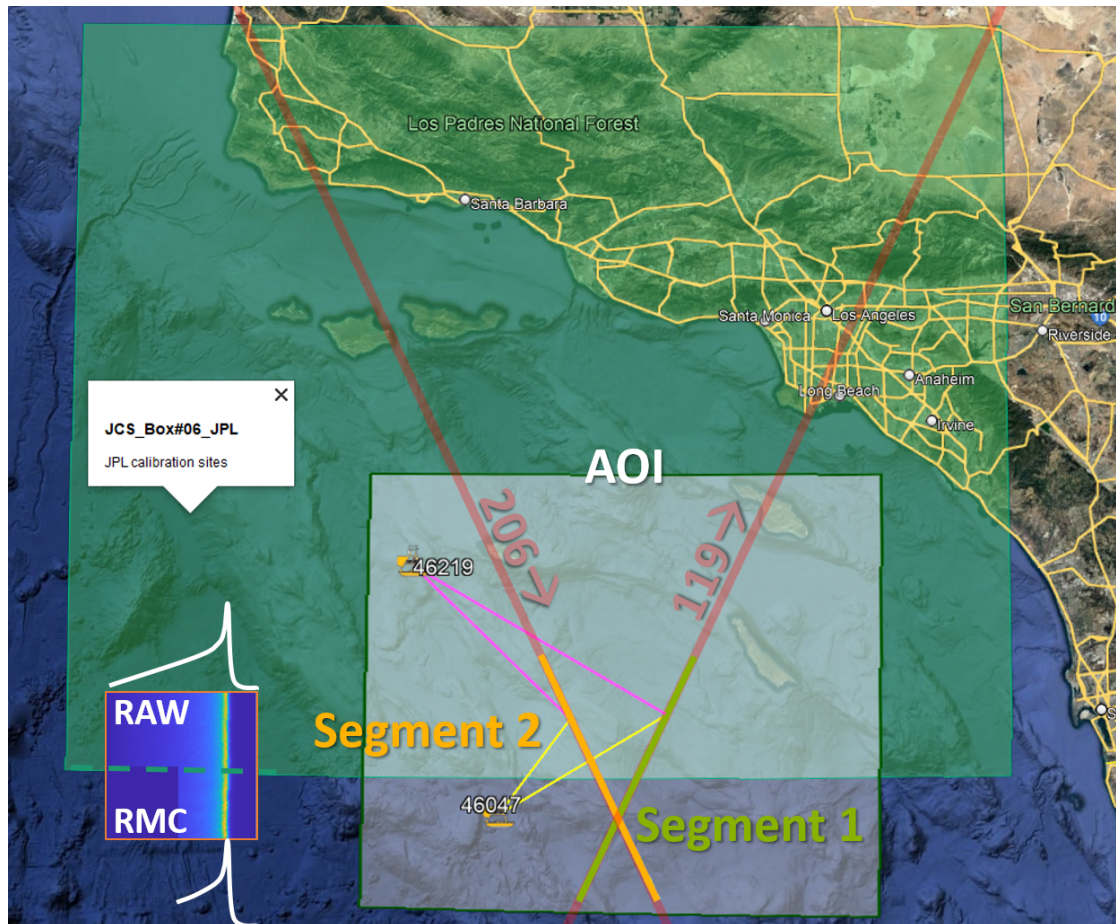 Los Padres National Forest
Santa Barbara
San Bernard
10
Santa Monica
Los Angeles
Riverside
Anaheim
Long Beach
Irvine
JCS_Box#06_JPL
JPL calibration sites
AOI
206→
119→
46219
RAW
Segment 2
RMC
46047
Segment 1
S